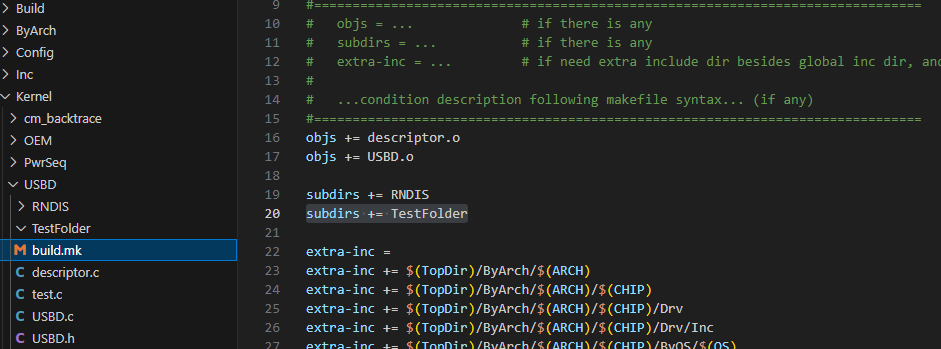 Build
ByArch
Config
Inc
Kernel
cm_backtrace
OEM
PwrSeq
USBD
RNDIS
TestFolder
build.mk
descriptor.c
test.c
USBD.c
USBD.h
9 #================================================================================
10 # objs = ... # if there is any
11 # subdirs = ... # if there is any
12 # extra-inc = ... # if need extra include dir besides global inc dir, and
13 #
14 # ...condition description following makefile syntax... (if any)
15 #================================================================================
16 objs += descriptor.o
17 objs += USBD.o
18
19 subdirs += RNDIS
20 subdirs += TestFolder
21
22 extra-inc =
23 extra-inc += $(TopDir)/ByArch/$(ARCH)
24 extra-inc += $(TopDir)/ByArch/$(ARCH)/$(CHIP)
25 extra-inc += $(TopDir)/ByArch/$(ARCH)/$(CHIP)/Drv
26 extra-inc += $(TopDir)/ByArch/$(ARCH)/$(CHIP)/Drv/Inc
27 extra-inc += $(TopDir)/ByArch/$(ARCH)/$(CHIP)/ByOS/$(OS)